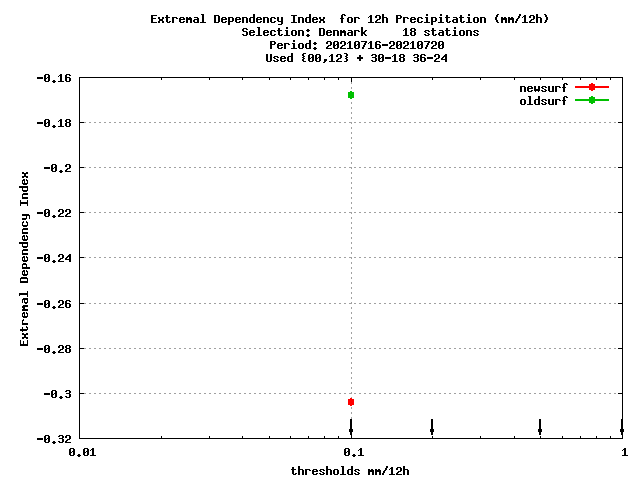 Extremal Dependency Index  for 12h Precipitation (mm/12h)
Selection: Denmark     18 stations
Period: 20210716-20210720
Used {00,12} + 30-18 36-24
newsurf
oldsurf
Extremal Dependency Index
-0.16
-0.18
-0.2
-0.22
-0.24
-0.26
-0.28
-0.3
-0.32
0.01
0.1
1
thresholds mm/12h